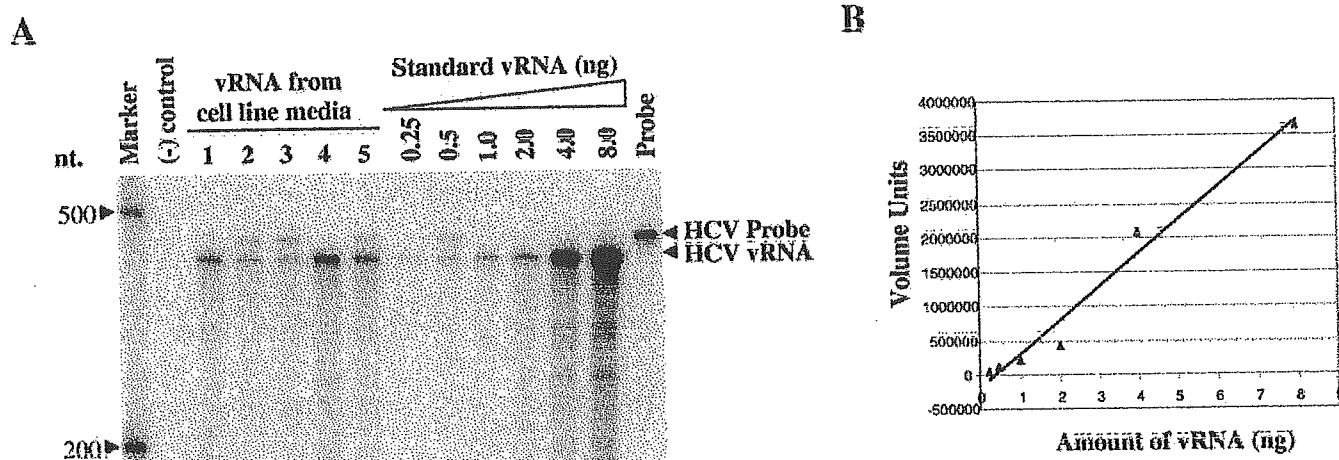 A
Marker
(-) control
vRNA from
cell line media
1 2 3 4 5
Standard vRNA (ng)
0.25 0.5 1.0 2.0 4.0 8.0
Probe
nt.
500
200
HCV Probe
HCV vRNA
B
Volume Units
4000000
3500000
3000000
2500000
2000000
1500000
1000000
500000
0
-500000
0 1 2 3 4 5 6 7 8 9
Amount of vRNA (ng)